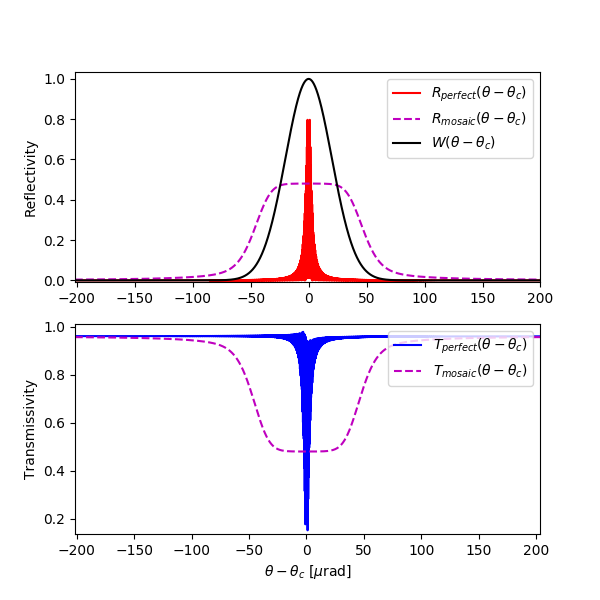 1.0
0.8
0.6
0.4
0.2
0.0
Reflectivity
R_perfect(θ − θ_c)
R_mosaic(θ − θ_c)
W(θ − θ_c)
−200 −150 −100 −50 0 50 100 150 200
1.0
0.8
0.6
0.4
0.2
Transmissivity
T_perfect(θ − θ_c)
T_mosaic(θ − θ_c)
−200 −150 −100 −50 0 50 100 150 200
θ − θ_c [μrad]